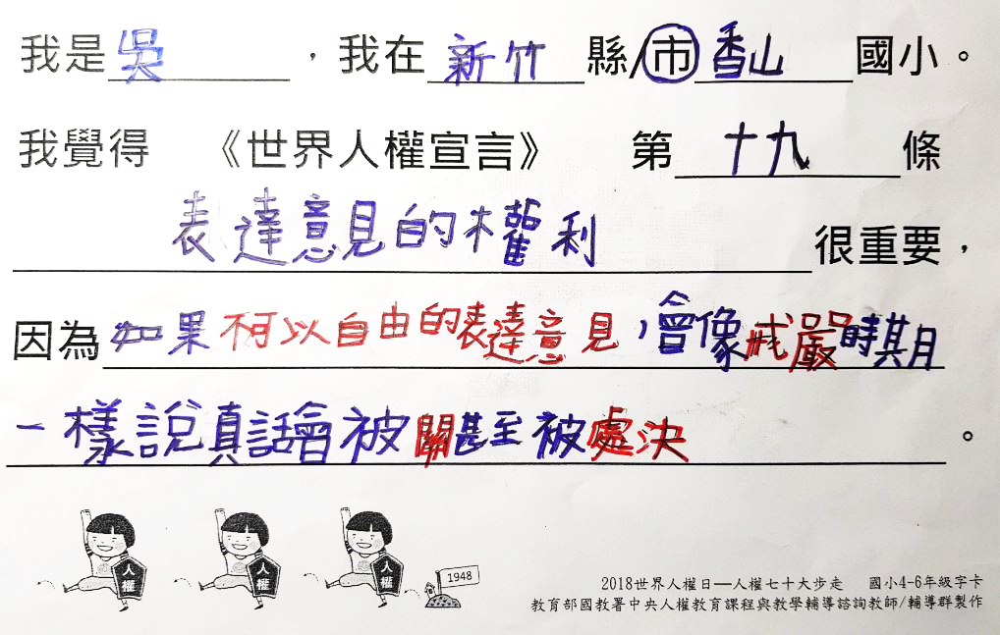 我是吳，我在新竹縣/市香山國小。
我覺得 《世界人權宣言》 第十九條
表達意見的權利很重要，
因為如果不可以自由的表達意見，會像戒嚴時期
一樣說真話會被關甚至被處決。
人權 人權 人權 1948
2018世界人權日—人權七十大步走 國小4-6年級字卡
教育部國教署中央人權教育課程與教學輔導諮詢教師/輔導群製作